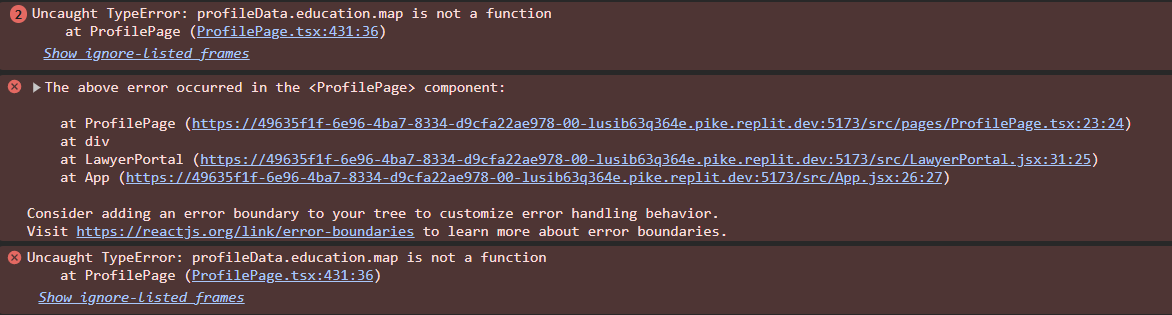 2 Uncaught TypeError: profileData.education.map is not a function
at ProfilePage (ProfilePage.tsx:431:36)
Show ignore-listed frames
The above error occurred in the <ProfilePage> component:
at ProfilePage (https://49635f1f-6e96-4ba7-8334-d9cfa22ae978-00-lusib63q364e.pike.replit.dev:5173/src/pages/ProfilePage.tsx:23:24)
at div
at LawyerPortal (https://49635f1f-6e96-4ba7-8334-d9cfa22ae978-00-lusib63q364e.pike.replit.dev:5173/src/LawyerPortal.jsx:31:25)
at App (https://49635f1f-6e96-4ba7-8334-d9cfa22ae978-00-lusib63q364e.pike.replit.dev:5173/src/App.jsx:26:27)
Consider adding an error boundary to your tree to customize error handling behavior.
Visit https://reactjs.org/link/error-boundaries to learn more about error boundaries.
Uncaught TypeError: profileData.education.map is not a function
at ProfilePage (ProfilePage.tsx:431:36)
Show ignore-listed frames